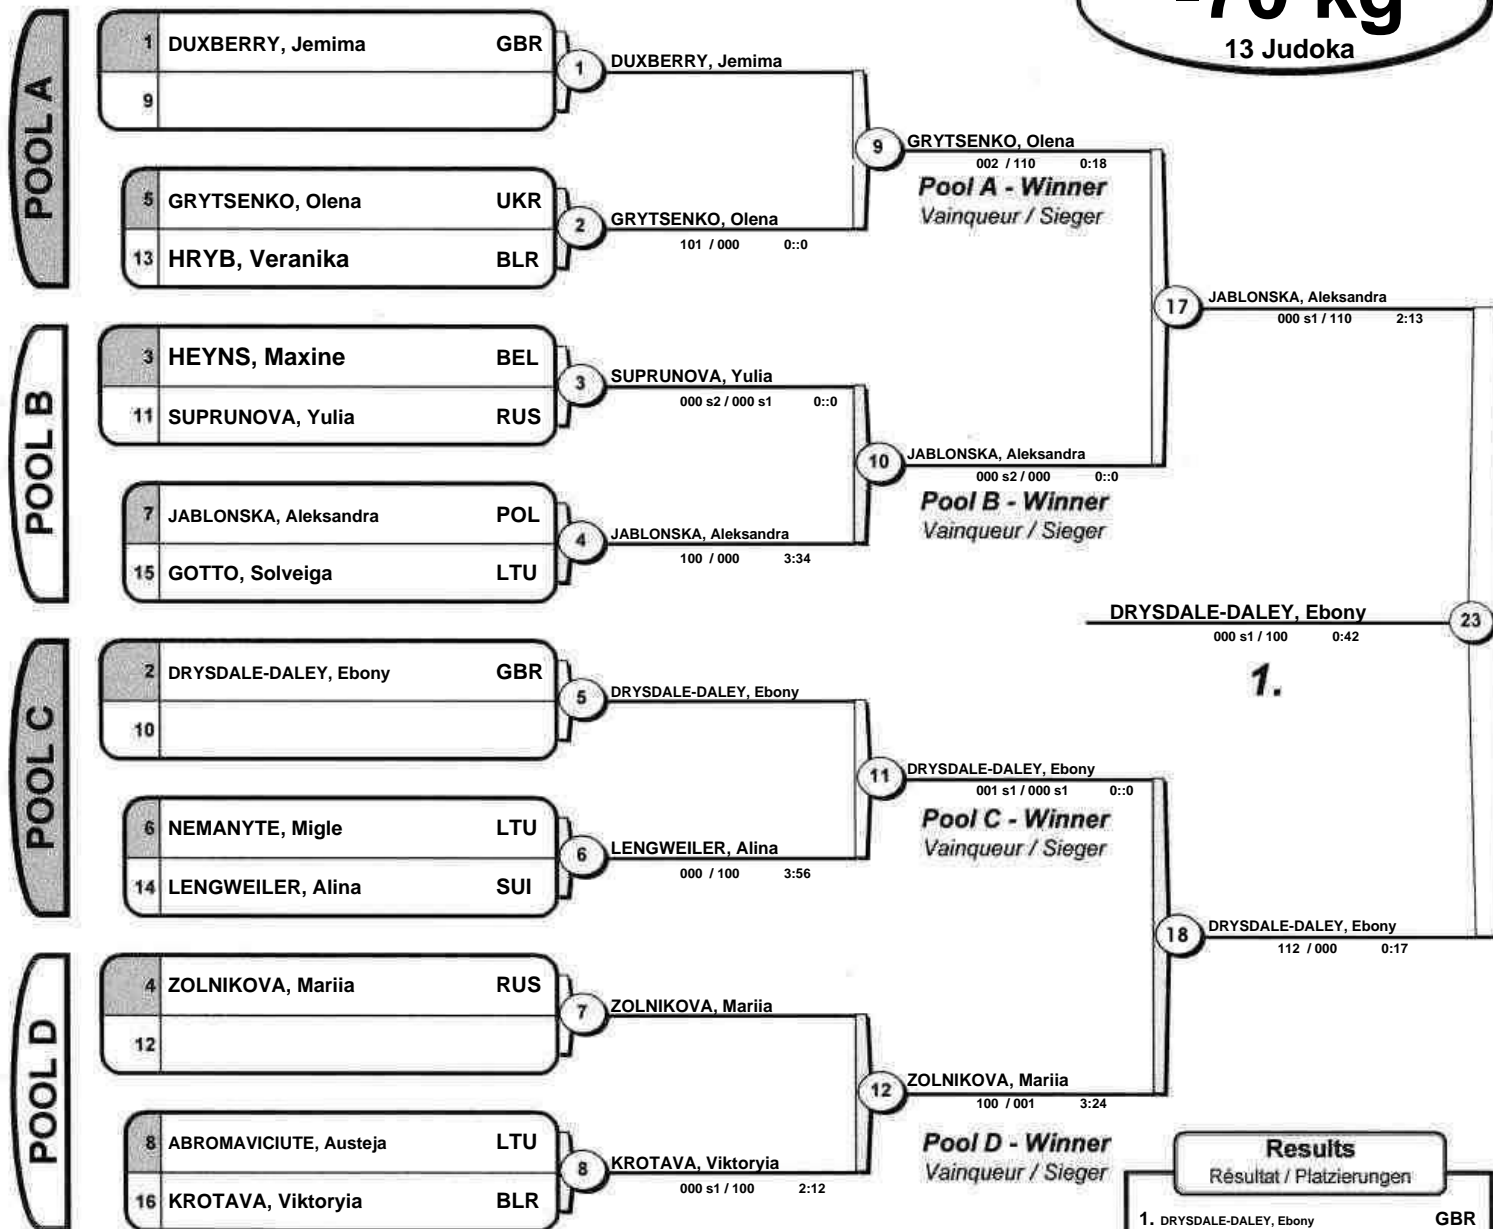 -70 kg
13 Judoka
POOL A
1 DUXBERRY, Jemima GBR
9
5 GRYTSENKO, Olena UKR
13 HRYB, Veranika BLR
1 DUXBERRY, Jemima
2 GRYTSENKO, Olena
101 / 000 0::0
9 GRYTSENKO, Olena
002 / 110 0:18
Pool A - Winner
Vainqueur / Sieger
POOL B
3 HEYNS, Maxine BEL
11 SUPRUNOVA, Yulia RUS
7 JABLONSKA, Aleksandra POL
15 GOTTO, Solveiga LTU
3 SUPRUNOVA, Yulia
000 s2 / 000 s1 0::0
4 JABLONSKA, Aleksandra
100 / 000 3:34
10 JABLONSKA, Aleksandra
000 s2 / 000 0::0
Pool B - Winner
Vainqueur / Sieger
17 JABLONSKA, Aleksandra
000 s1 / 110 2:13
DRYSDALE-DALEY, Ebony 23
000 s1 / 100 0:42
1.
POOL C
2 DRYSDALE-DALEY, Ebony GBR
10
6 NEMANYTE, Migle LTU
14 LENGWEILER, Alina SUI
5 DRYSDALE-DALEY, Ebony
6 LENGWEILER, Alina
000 / 100 3:56
11 DRYSDALE-DALEY, Ebony
001 s1 / 000 s1 0::0
Pool C - Winner
Vainqueur / Sieger
18 DRYSDALE-DALEY, Ebony
112 / 000 0:17
POOL D
4 ZOLNIKOVA, Mariia RUS
12
8 ABROMAVICIUTE, Austeja LTU
16 KROTAVA, Viktoryia BLR
7 ZOLNIKOVA, Mariia
8 KROTAVA, Viktoryia
000 s1 / 100 2:12
12 ZOLNIKOVA, Mariia
100 / 001 3:24
Pool D - Winner
Vainqueur / Sieger
Results
Résultat / Platzierungen
1. DRYSDALE-DALEY, Ebony GBR